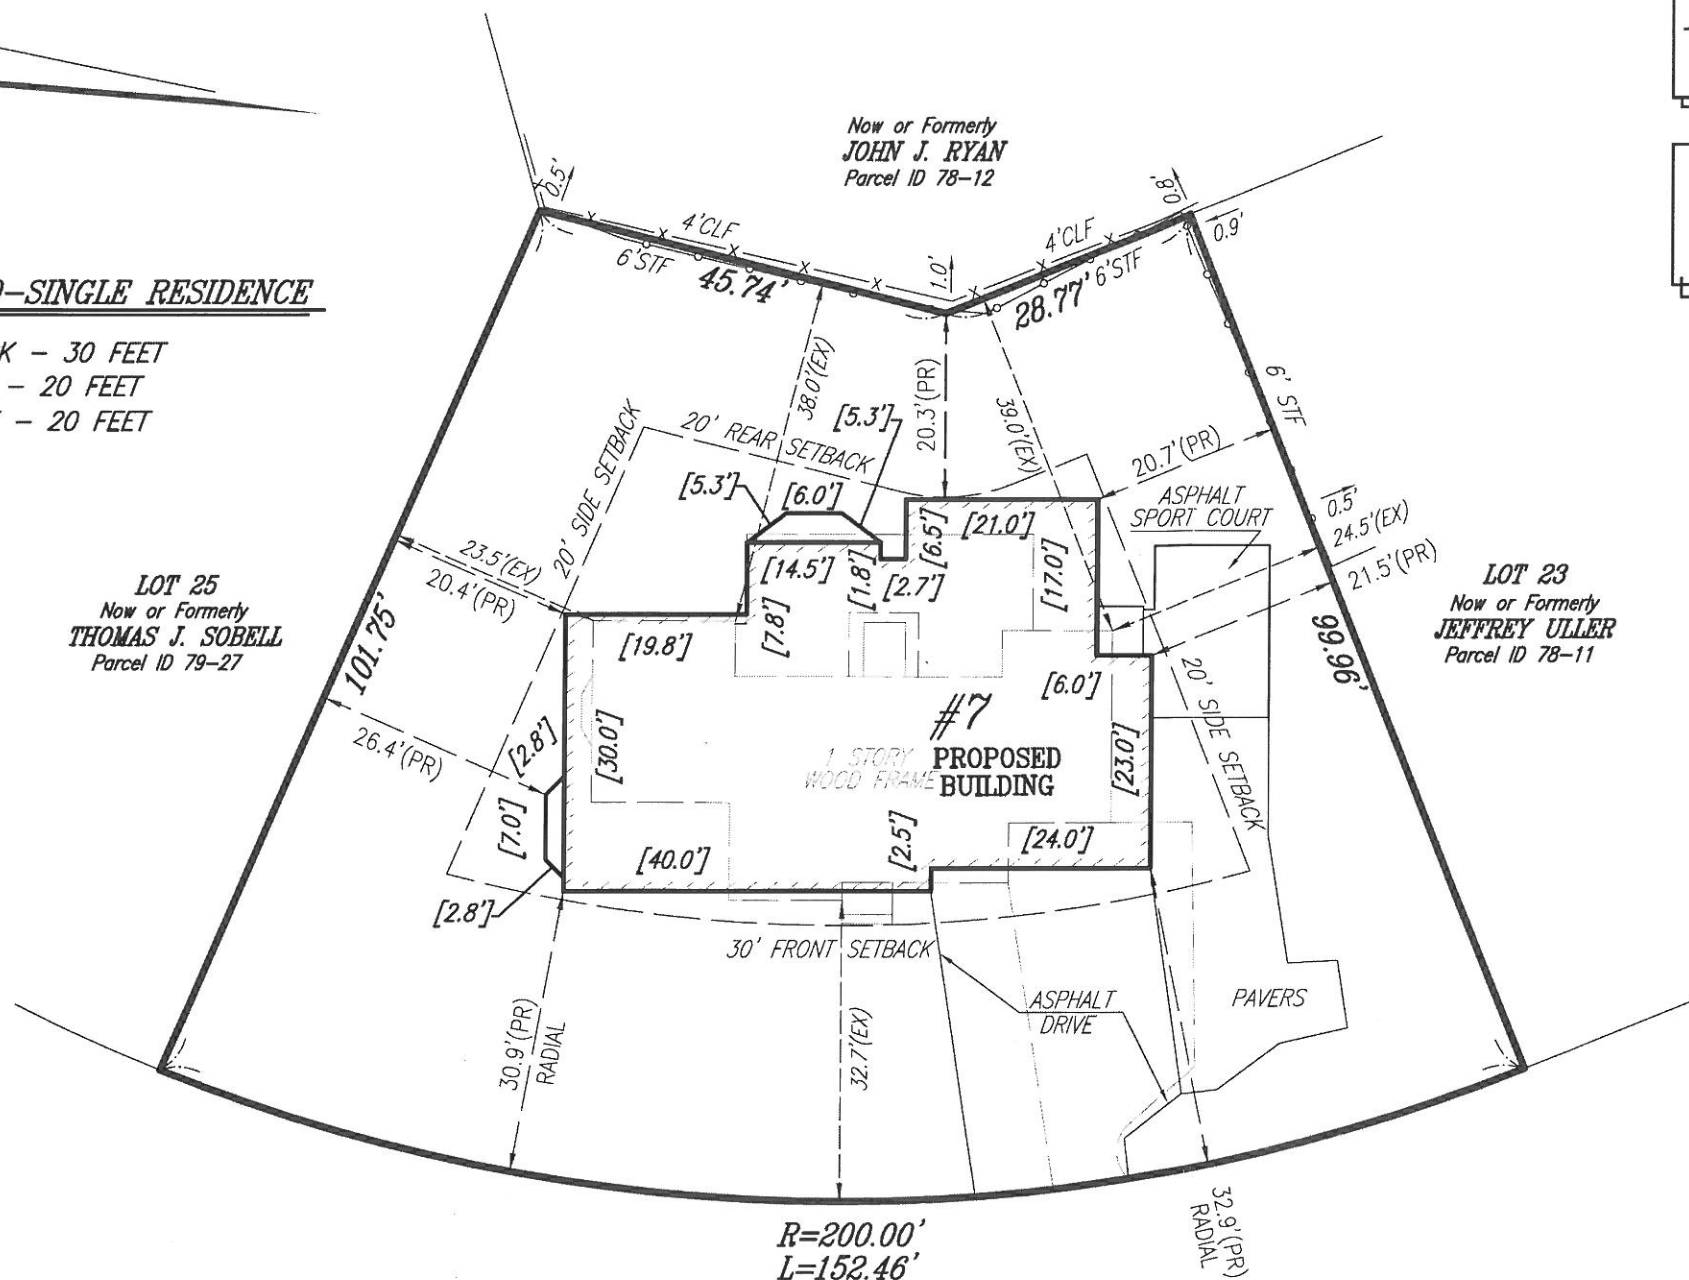 Now or Formerly
JOHN J. RYAN
Parcel ID 78-12
0.5'
4'CLF
6'STF
45.74'
1.0'
4'CLF
6'STF
28.77'
0.8'
0.9'
-SINGLE RESIDENCE
K - 30 FEET
- 20 FEET
- 20 FEET
38.0'(EX)
20.3'(PR)
39.0'(EX)
6' STF
20' SIDE SETBACK
20' REAR SETBACK
[5.3']
[5.3']
[6.0']
20.7'(PR)
ASPHALT
SPORT COURT
0.5'
24.5'(EX)
21.5'(PR)
[6.5']
[21.0']
[17.0']
[14.5']
[1.8']
[2.7']
[7.8']
[19.8']
23.5'(EX)
20.4'(PR)
LOT 25
Now or Formerly
THOMAS J. SOBELL
Parcel ID 79-27
101.75'
LOT 23
Now or Formerly
JEFFREY ULLER
Parcel ID 78-11
99.96'
[6.0']
20' SIDE SETBACK
#7
PROPOSED
BUILDING
1 STORY
WOOD FRAME
[30.0']
[23.0']
26.4'(PR)
[2.8']
[7.0']
[2.8']
[40.0']
[2.5']
[24.0']
30' FRONT SETBACK
ASPHALT
DRIVE
PAVERS
30.9'(PR)
RADIAL
32.7'(EX)
32.9'(PR)
RADIAL
R=200.00'
L=152.46'